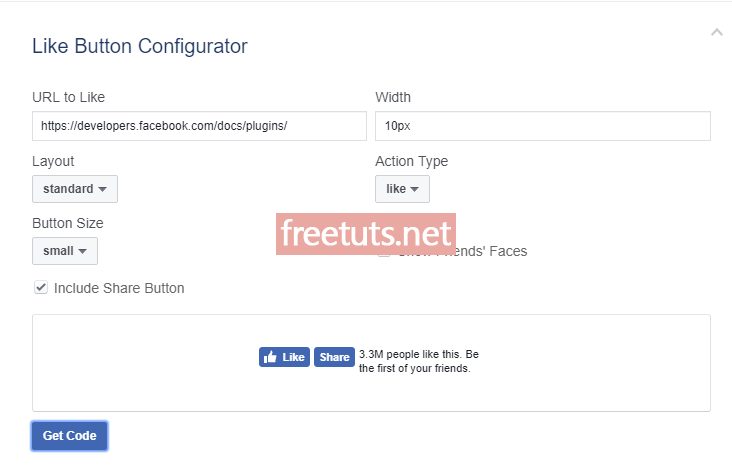 Like Button Configurator
URL to Like
Width
https://developers.facebook.com/docs/plugins/
10px
Layout
Action Type
standard
like
Button Size
small
freetuts.net
Friends' Faces
Include Share Button
Like
Share
3.3M people like this. Be
the first of your friends.
Get Code